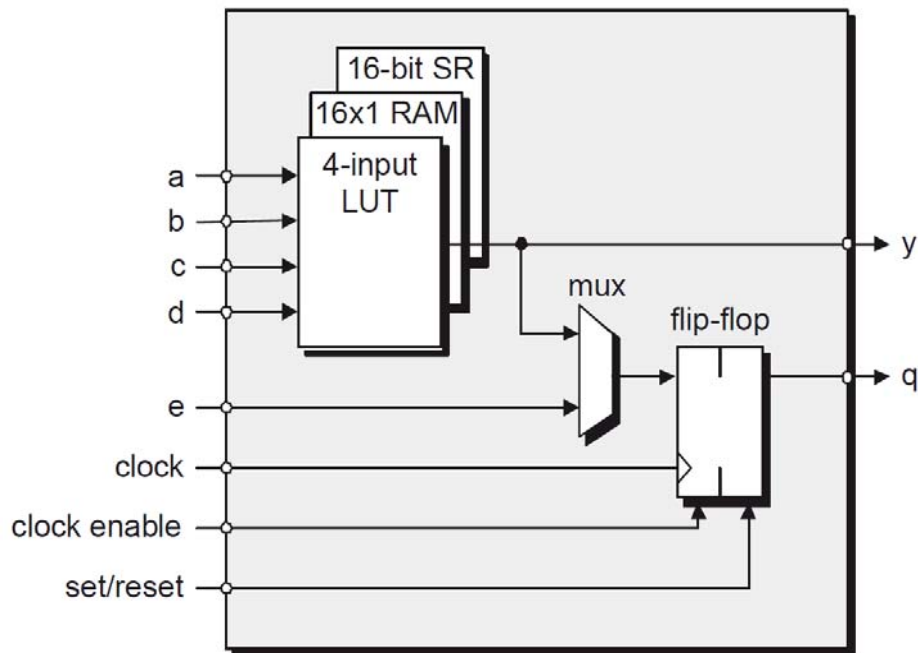 16-bit SR
16x1 RAM
4-input
LUT
a
b
c
d
y
mux
flip-flop
q
e
clock
clock enable
set/reset